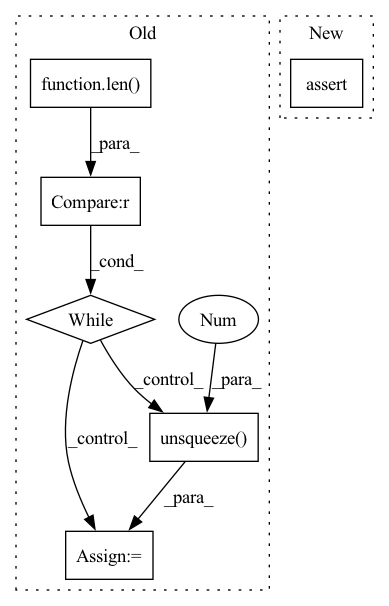 Old
New
function.len()
assert
_para_
Compare:r
_cond_
While
Num
_control_
_para_
_control_
unsqueeze()
_para_
Assign:=